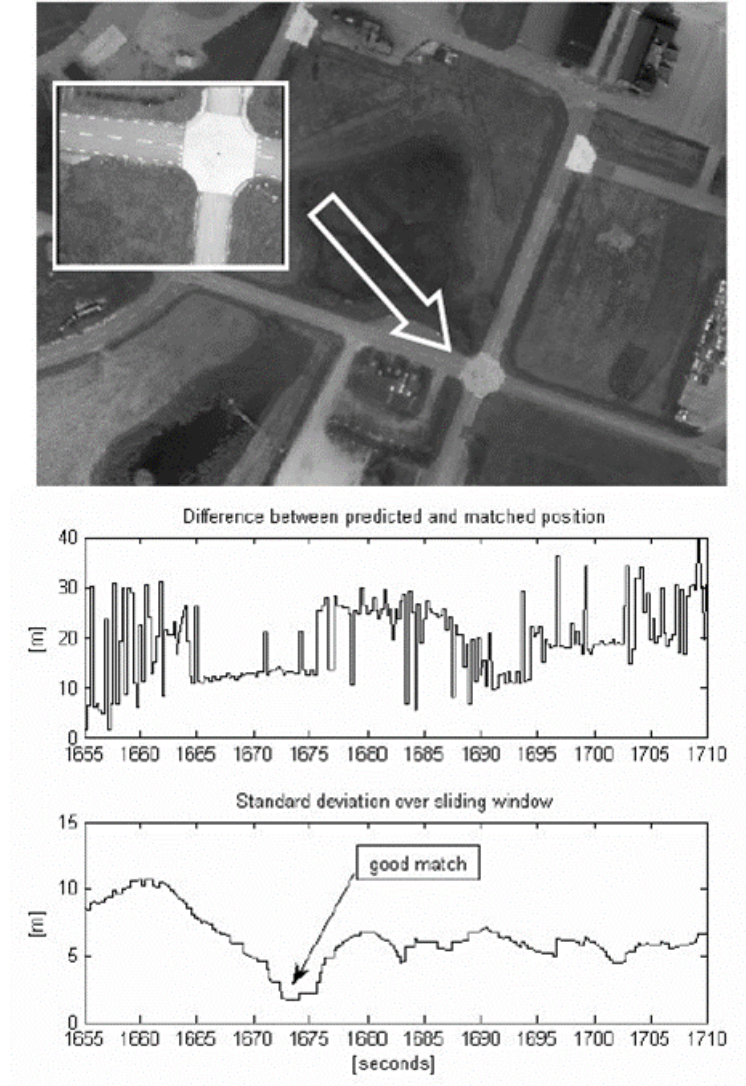 Difference between predicted and matched position
40
30
20
10
0
[m]
1655 1660 1665 1670 1675 1680 1685 1690 1695 1700 1705 1710
Standard deviation over sliding window
15
10
5
0
[m]
good match
1655 1660 1665 1670 1675 1680 1685 1690 1695 1700 1705 1710
[seconds]